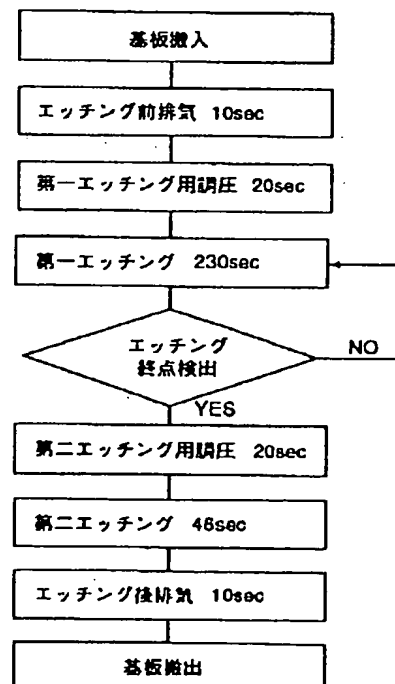 基板搬入
エッチング前排気 10sec
第一エッチング用調圧 20sec
第一エッチング 230sec
エッチング
終点検出
NO
YES
第二エッチング用調圧 20sec
第二エッチング 46sec
エッチング後排気 10sec
基板搬出